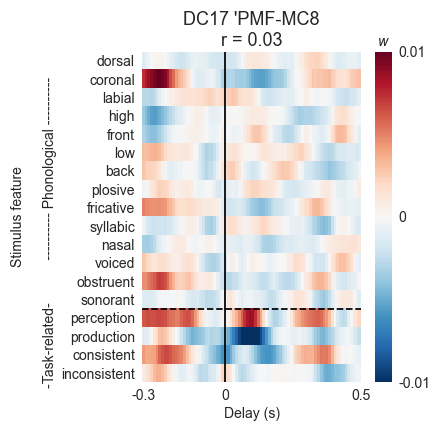 DC17 'PMF-MC8
r = 0.03
w
Stimulus feature
---------- Phonological ----------
-Task-related-
dorsal
coronal
labial
high
front
low
back
plosive
fricative
syllabic
nasal
voiced
obstruent
sonorant
perception
production
consistent
inconsistent
0.01
0
-0.01
-0.3
0
0.5
Delay (s)